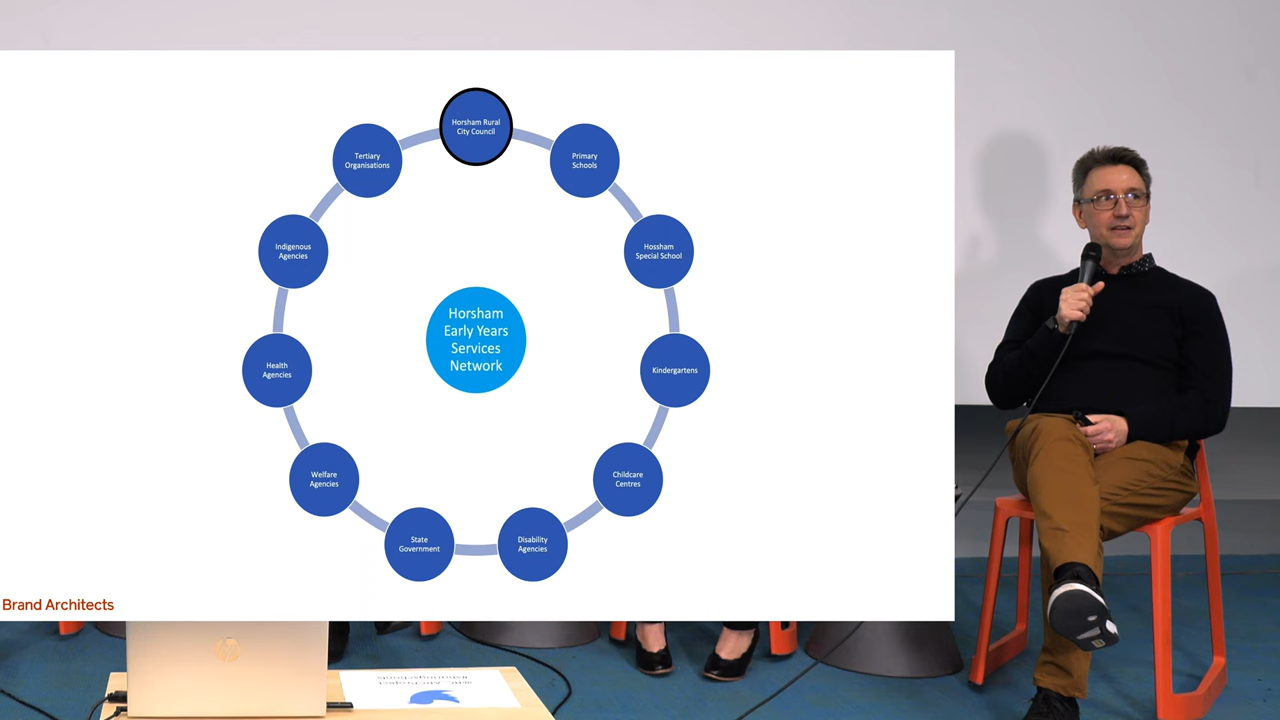 Horsham Rural
City Council
Primary
Schools
Hossham
Special School
Kindergartens
Childcare
Centres
Disability
Agencies
State
Government
Welfare
Agencies
Health
Agencies
Indigenous
Agencies
Tertiary
Organisations
Horsham
Early Years
Services
Network
Brand Architects
hp